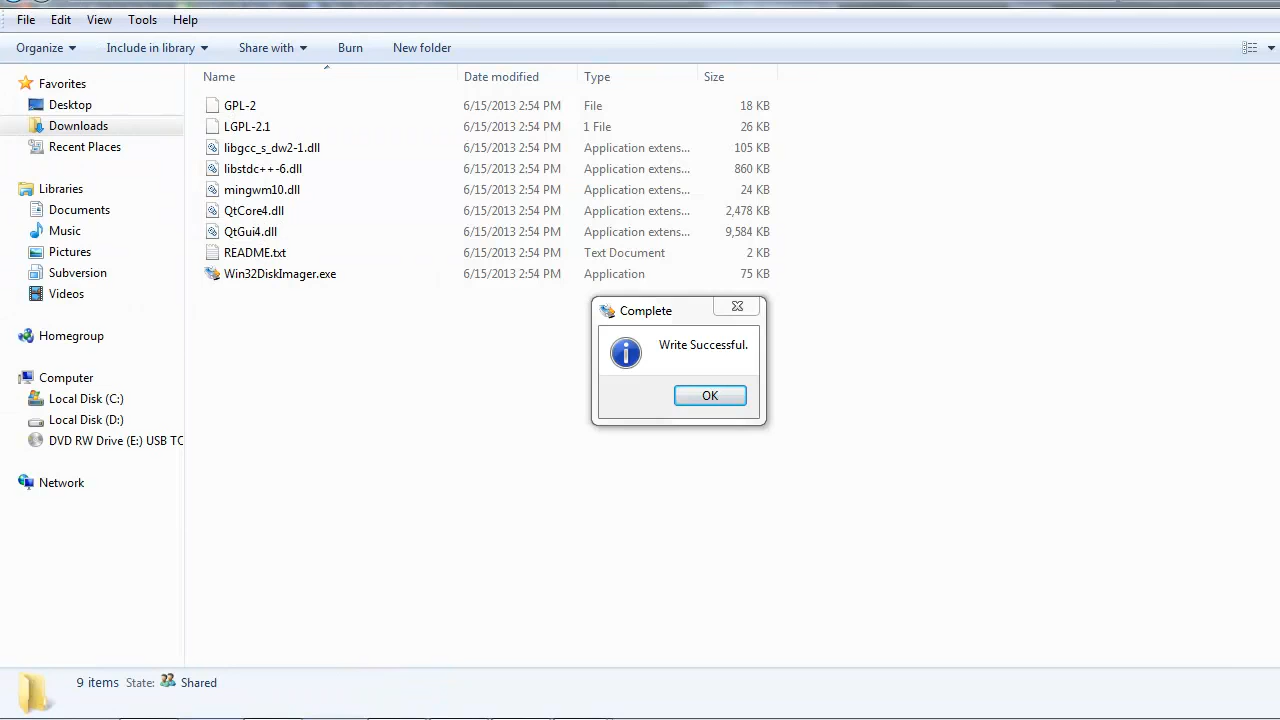 File Edit View Tools Help
Organize Include in library Share with Burn New folder
Name Date modified Type Size
Favorites
Desktop
Downloads
Recent Places
Libraries
Documents
Music
Pictures
Subversion
Videos
Homegroup
Computer
Local Disk (C:)
Local Disk (D:)
DVD RW Drive (E:) USB TO
Network
GPL-2 6/15/2013 2:54 PM File 18 KB
LGPL-2.1 6/15/2013 2:54 PM 1 File 26 KB
libgcc_s_dw2-1.dll 6/15/2013 2:54 PM Application extens... 105 KB
libstdc++-6.dll 6/15/2013 2:54 PM Application extens... 860 KB
mingwm10.dll 6/15/2013 2:54 PM Application extens... 24 KB
QtCore4.dll 6/15/2013 2:54 PM Application extens... 2,478 KB
QtGui4.dll 6/15/2013 2:54 PM Application extens... 9,584 KB
README.txt 6/15/2013 2:54 PM Text Document 2 KB
Win32DiskImager.exe 6/15/2013 2:54 PM Application 75 KB
Complete
Write Successful.
OK
9 items State: Shared